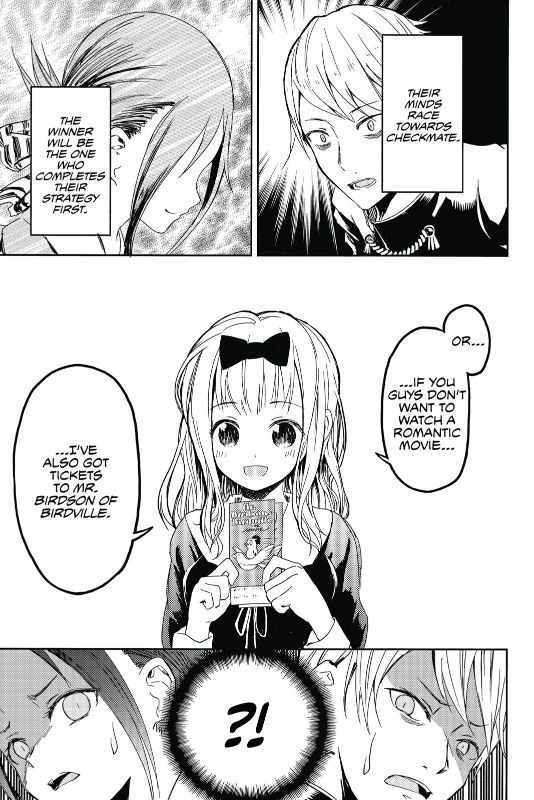 THEIR
MINDS
RACE
TOWARDS
CHECKMATE.
THE
WINNER
WILL BE
THE ONE
WHO
COMPLETES
THEIR
STRATEGY
FIRST.
OR...
...IF YOU
GUYS DON'T
WANT TO
WATCH A
ROMANTIC
MOVIE...
...I'VE
ALSO GOT
TICKETS
TO MR.
BIRDSON OF
BIRDVILLE.
?!